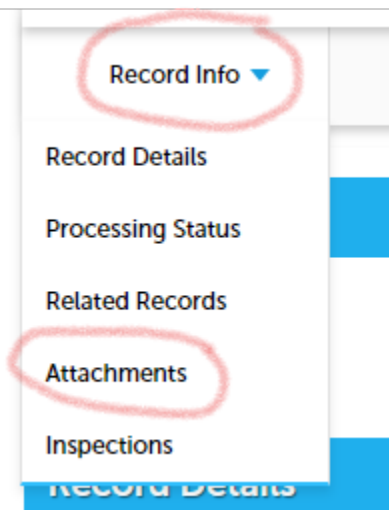 Record Info
Record Details
Processing Status
Related Records
Attachments
Inspections
Record Details